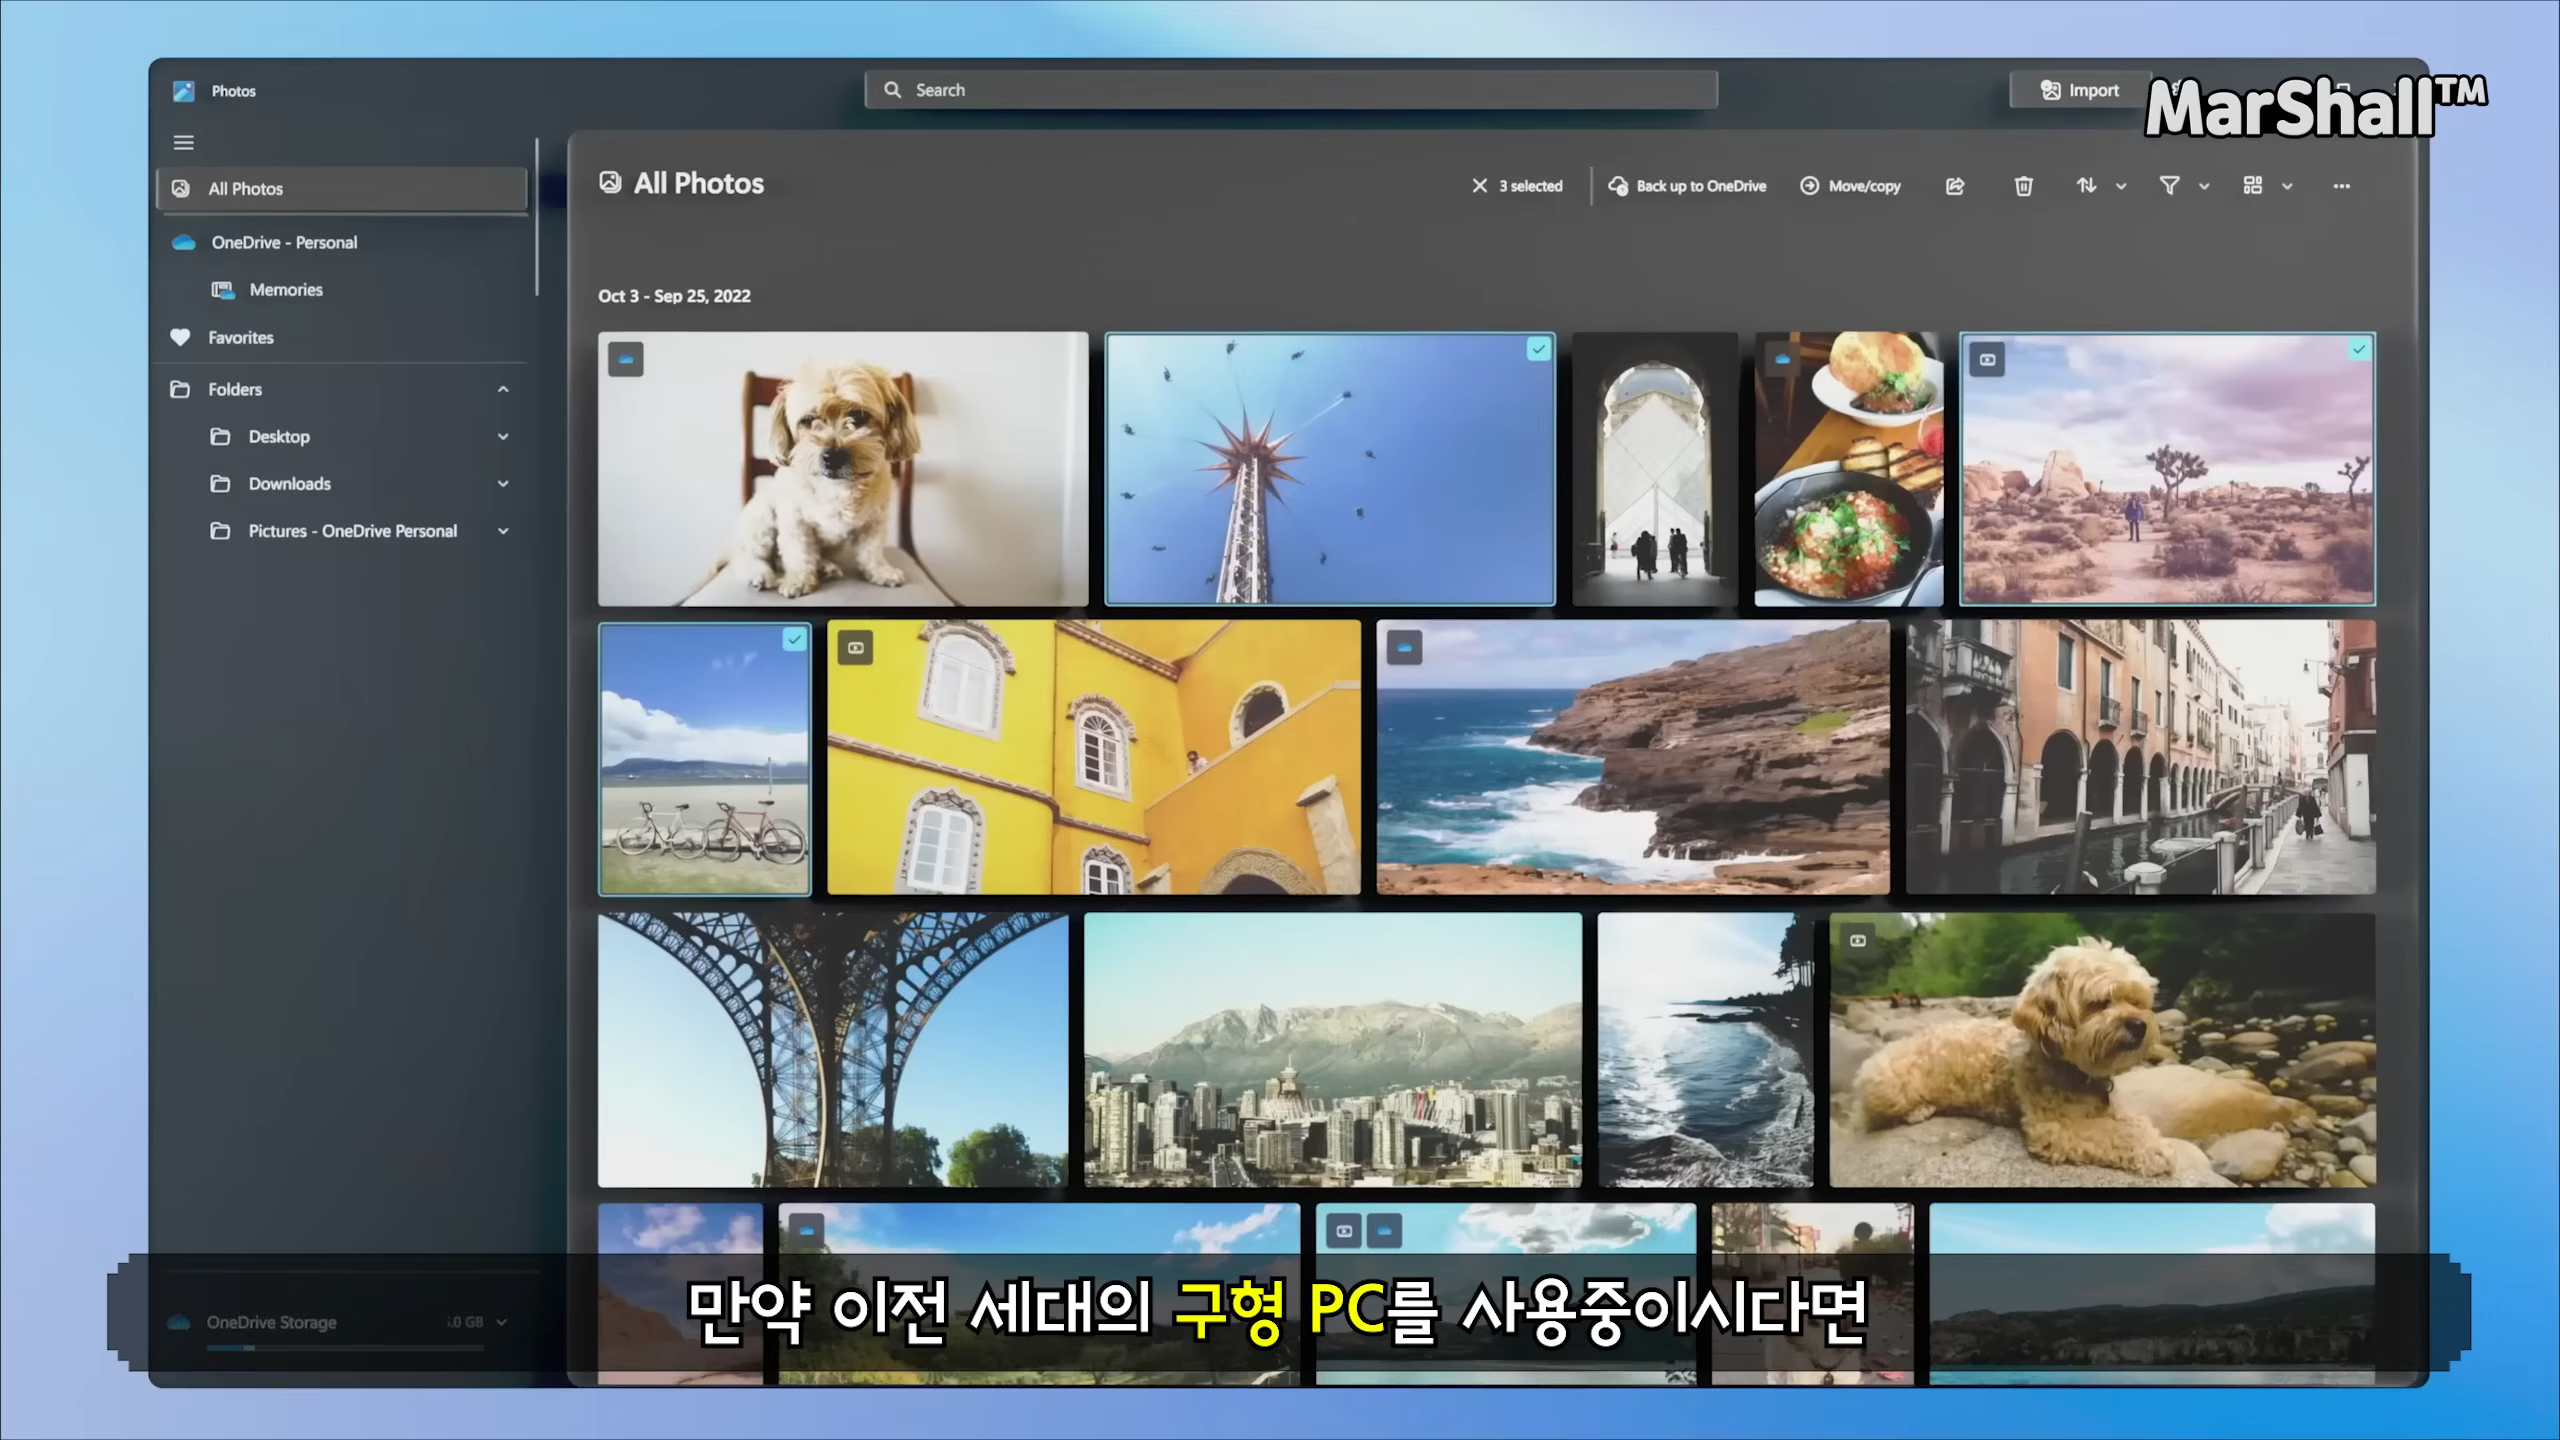 Photos
Search
Import
MarShall™
All Photos
OneDrive - Personal
Memories
Favorites
Folders
Desktop
Downloads
Pictures - OneDrive Personal
All Photos
3 selected
Back up to OneDrive
Move/copy
Oct 3 - Sep 25, 2022
OneDrive Storage
만약 이전 세대의 구형 PC를 사용중이시다면